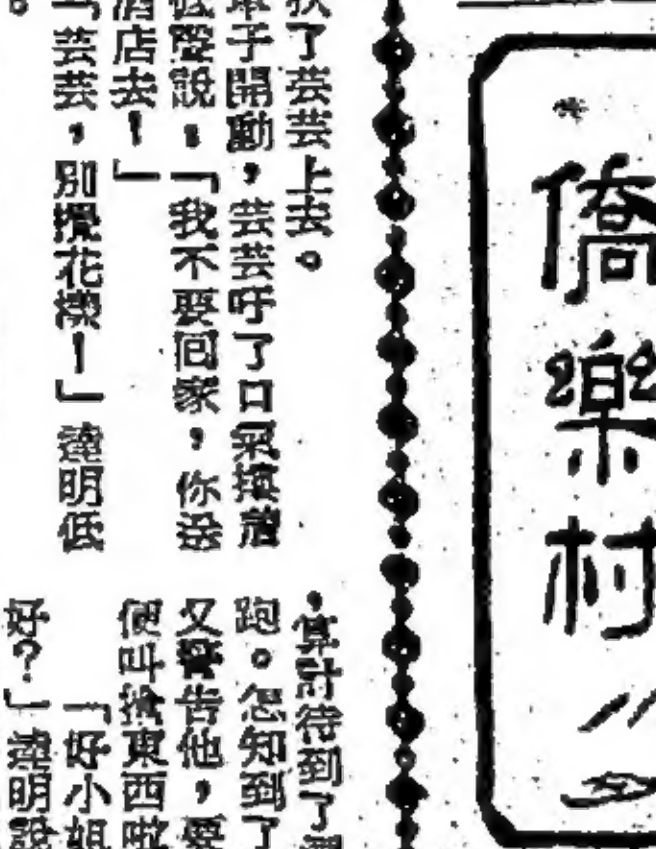 僑樂村
扶了芸芸上去。
車子開動,芸芸吁了口氣攘着
低聲說:「我不要回家,你送
酒店去!」
芸芸,別攪花樣!」達明低
,算計待到了
跑。怎知到了
又警告他,要
便叫搶東西啦
「好小姐
好?」達明說